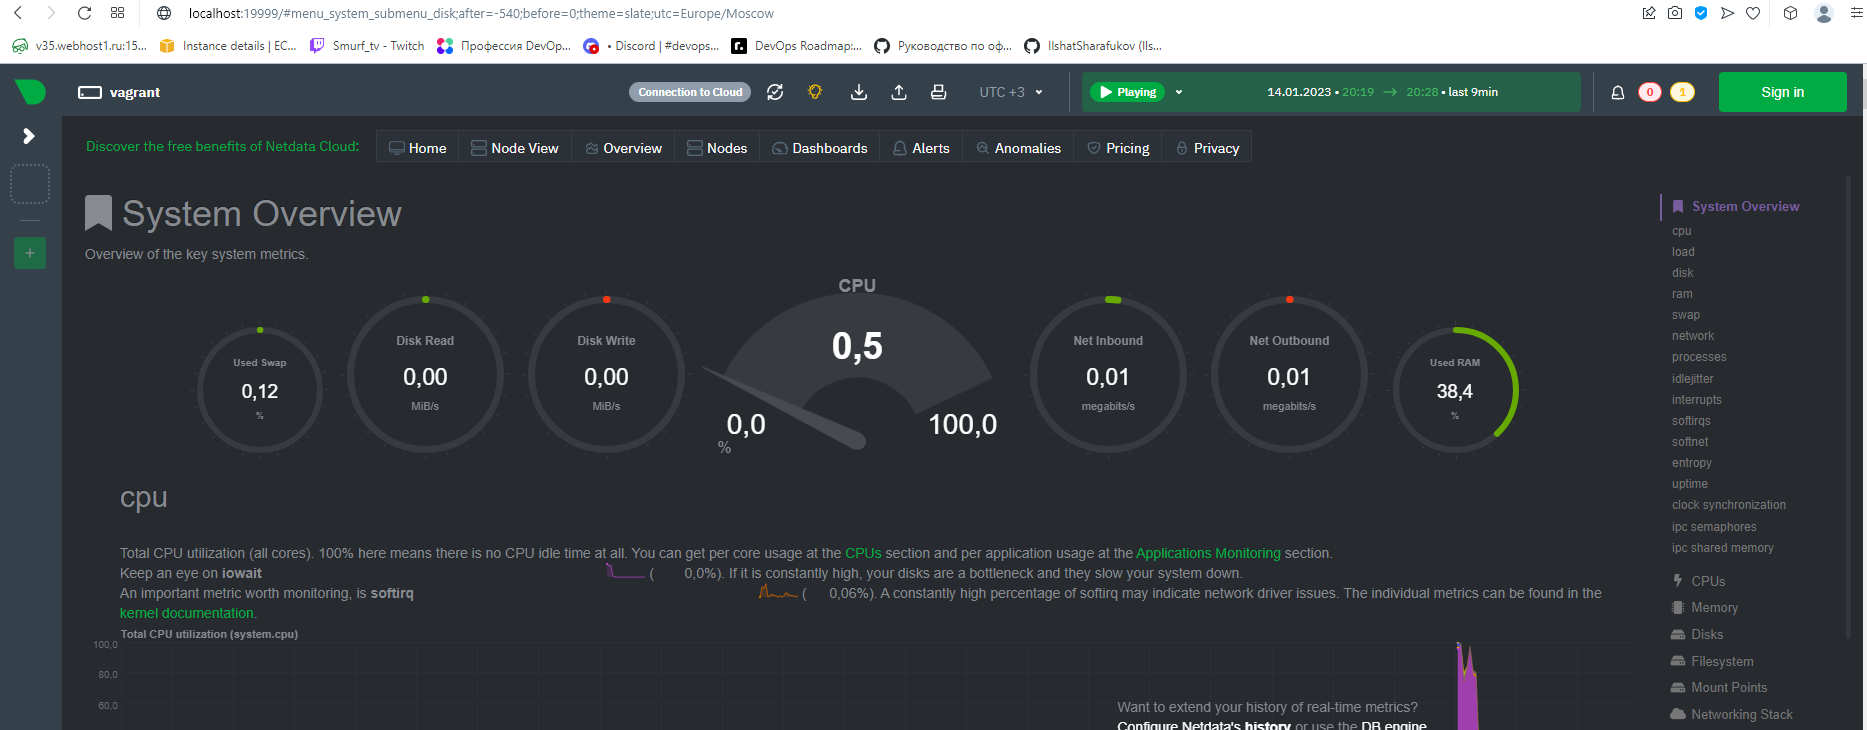 localhost:19999/#menu_system_submenu_disk;after=-540;before=0;theme=slate;utc=Europe/Moscow
v35.webhost1.ru:15... Instance details | EC... Smurf_tv - Twitch Профессия DevOp... • Discord | #devops... DevOps Roadmap:... Руководство по оф... IlshatSharafukov (Ils...
vagrant Connection to Cloud UTC +3 Playing 14.01.2023 • 20:19 → 20:28 • last 9min 0 1 Sign in
Discover the free benefits of Netdata Cloud: Home Node View Overview Nodes Dashboards Alerts Anomalies Pricing Privacy
System Overview
Overview of the key system metrics.
Used Swap
0,12
%
Disk Read
0,00
MiB/s
Disk Write
0,00
MiB/s
CPU
0,5
0,0 100,0
%
Net Inbound
0,01
megabits/s
Net Outbound
0,01
megabits/s
Used RAM
38,4
%
cpu
Total CPU utilization (all cores). 100% here means there is no CPU idle time at all. You can get per core usage at the CPUs section and per application usage at the Applications Monitoring section.
Keep an eye on iowait ( 0,0%). If it is constantly high, your disks are a bottleneck and they slow your system down.
An important metric worth monitoring, is softirq ( 0,06%). A constantly high percentage of softirq may indicate network driver issues. The individual metrics can be found in the
kernel documentation.
Total CPU utilization (system.cpu)
100,0
80,0
60,0
Want to extend your history of real-time metrics?
Configure Netdata's history or use the DB engine
System Overview
cpu
load
disk
ram
swap
network
processes
idlejitter
interrupts
softirqs
softnet
entropy
uptime
clock synchronization
ipc semaphores
ipc shared memory
CPUs
Memory
Disks
Filesystem
Mount Points
Networking Stack